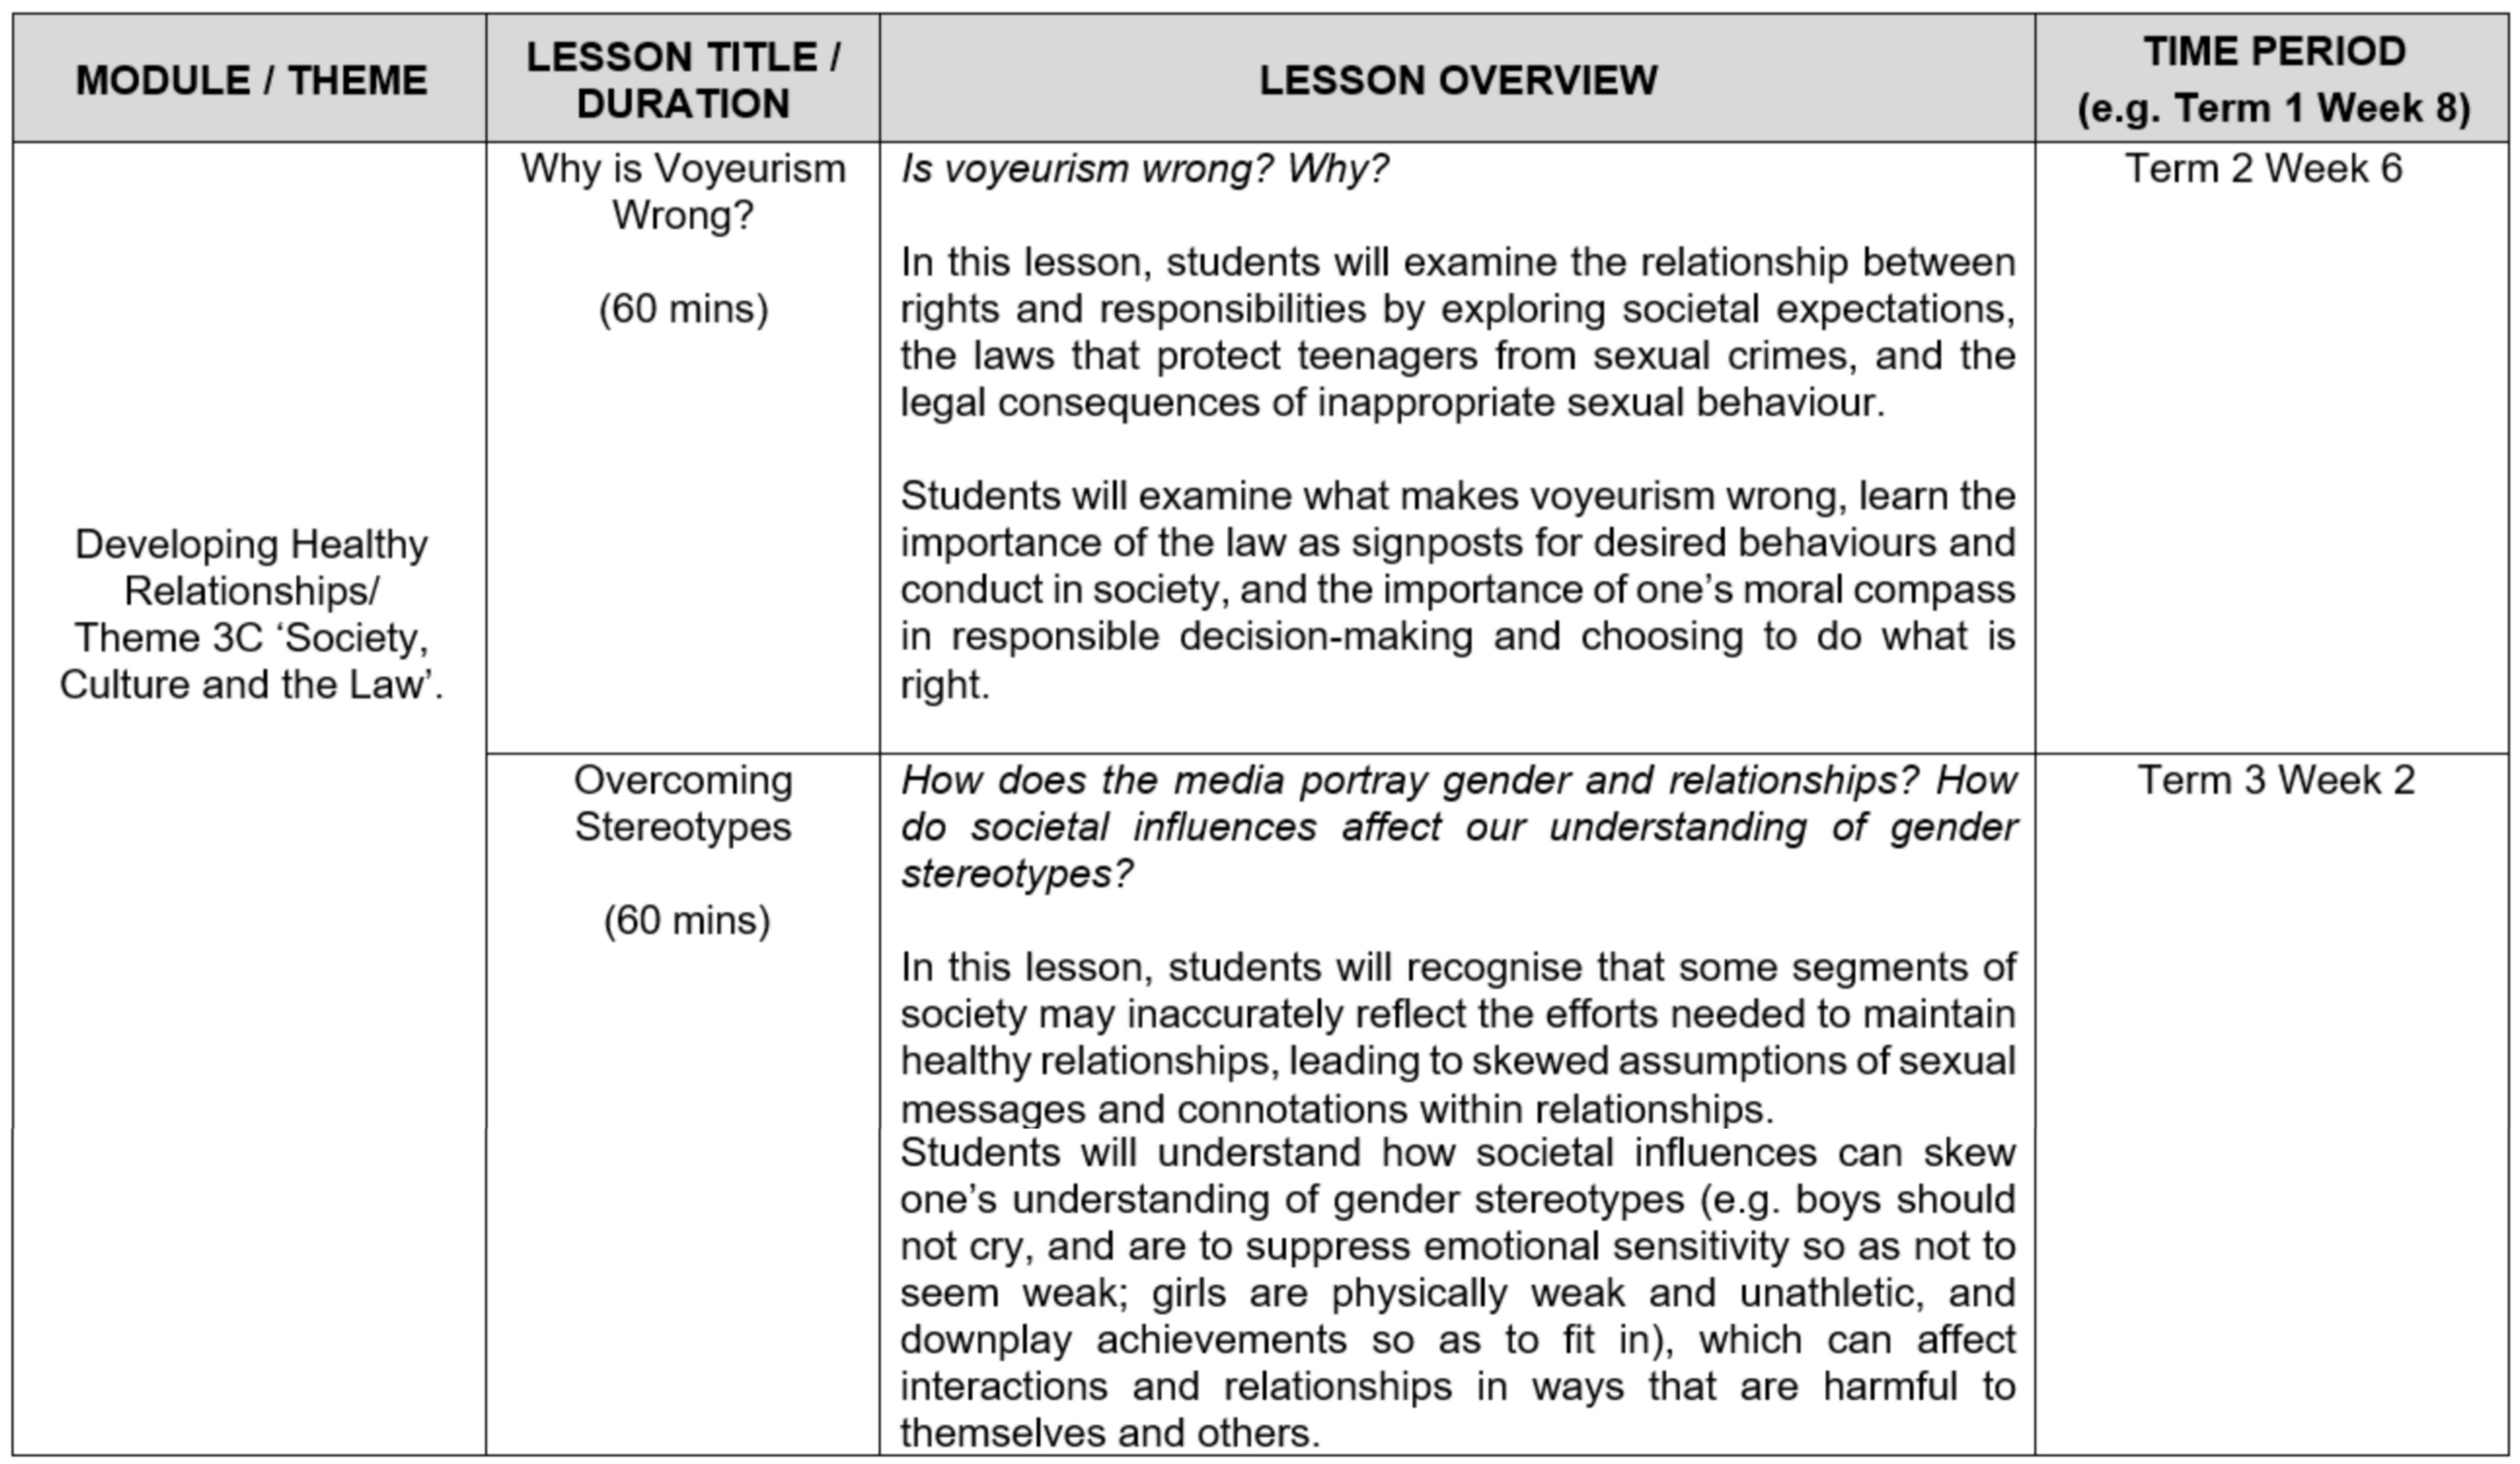 MODULE / THEME
LESSON TITLE /
DURATION
LESSON OVERVIEW
TIME PERIOD
(e.g. Term 1 Week 8)
Developing Healthy
Relationships/
Theme 3C ‘Society,
Culture and the Law’.
Why is Voyeurism
Wrong?
(60 mins)
Is voyeurism wrong? Why?
In this lesson, students will examine the relationship between
rights and responsibilities by exploring societal expectations,
the laws that protect teenagers from sexual crimes, and the
legal consequences of inappropriate sexual behaviour.
Students will examine what makes voyeurism wrong, learn the
importance of the law as signposts for desired behaviours and
conduct in society, and the importance of one’s moral compass
in responsible decision-making and choosing to do what is
right.
Term 2 Week 6
Overcoming
Stereotypes
(60 mins)
How does the media portray gender and relationships? How
do societal influences affect our understanding of gender
stereotypes?
In this lesson, students will recognise that some segments of
society may inaccurately reflect the efforts needed to maintain
healthy relationships, leading to skewed assumptions of sexual
messages and connotations within relationships.
Students will understand how societal influences can skew
one’s understanding of gender stereotypes (e.g. boys should
not cry, and are to suppress emotional sensitivity so as not to
seem weak; girls are physically weak and unathletic, and
downplay achievements so as to fit in), which can affect
interactions and relationships in ways that are harmful to
themselves and others.
Term 3 Week 2